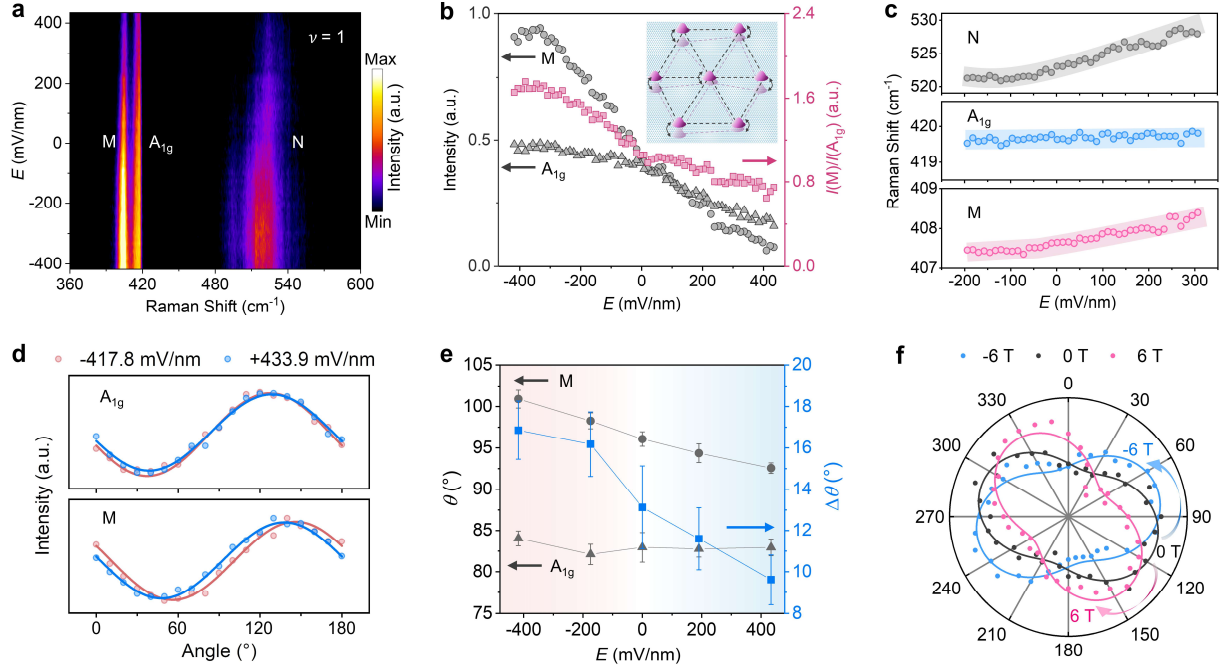 a
ν = 1
400
200
0
-200
-400
E (mV/nm)
M
A1g
N
360
420
480
540
600
Raman Shift (cm-1)
Max
Min
Intensity (a.u.)
b
1.0
0.5
0.0
Intensity (a.u.)
M
A1g
2.4
1.6
0.8
0.0
I(M)/I(A1g) (a.u.)
-400
-200
0
200
400
E (mV/nm)
c
530
525
520
N
420
419
A1g
409
408
407
M
Raman Shift (cm-1)
-200
-100
0
100
200
300
E (mV/nm)
d
-417.8 mV/nm
+433.9 mV/nm
A1g
M
Intensity (a.u.)
0
60
120
180
Angle (°)
e
105
100
95
90
85
80
75
θ (°)
M
A1g
20
18
16
14
12
10
8
Δθ (°)
-400
-200
0
200
400
E (mV/nm)
f
-6 T
0 T
6 T
0
30
60
90
120
150
180
210
240
270
300
330
-6 T
0 T
6 T